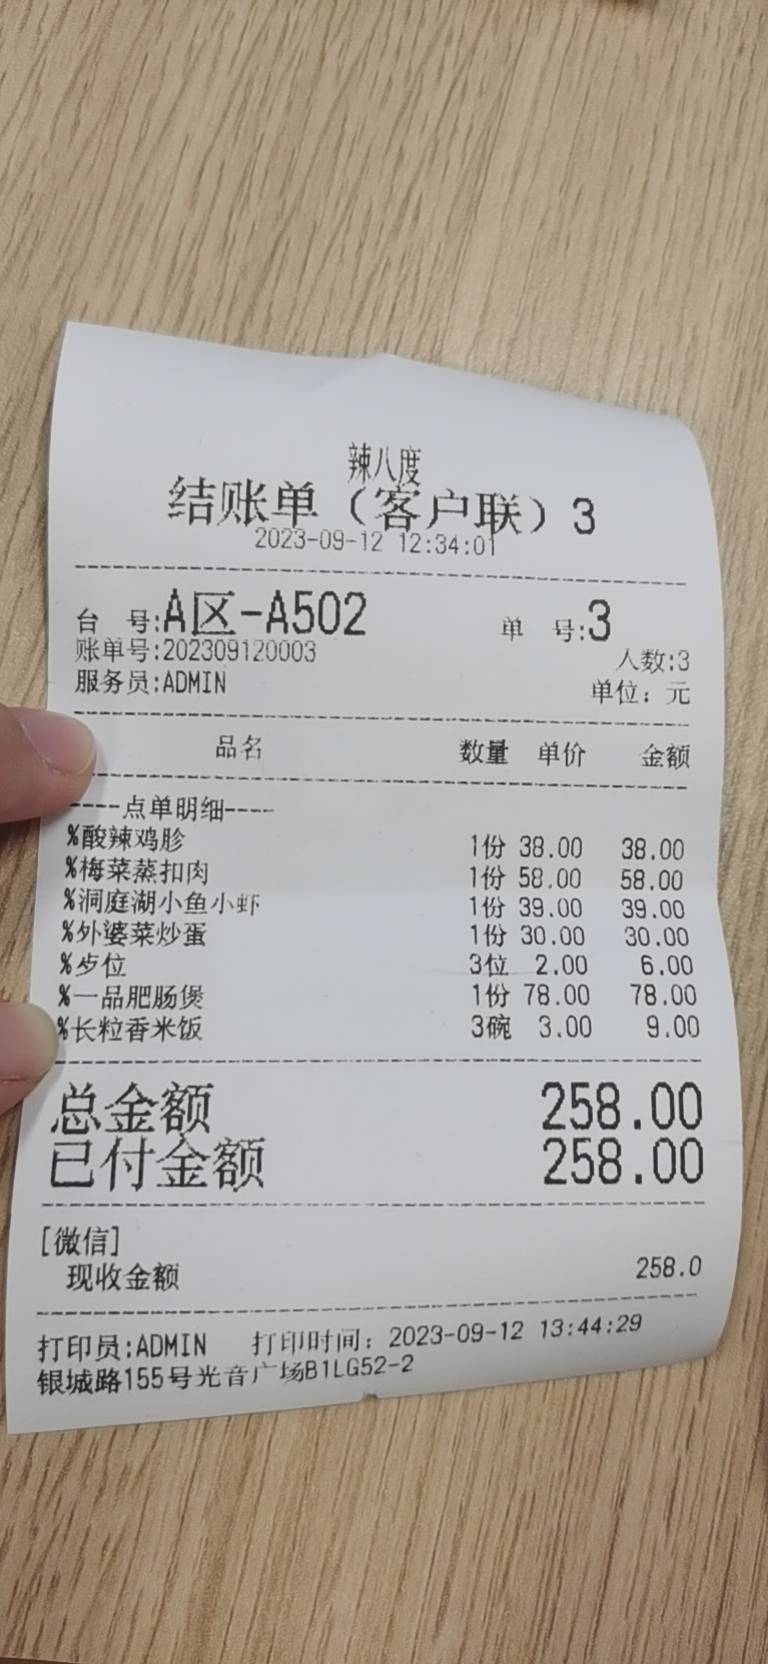 辣八度
结账单（客户联）3
2023-09-12 12:34:01
台 号:A区-A502 单 号:3
账单号:202309120003 人数:3
服务员:ADMIN 单位：元
品名 数量 单价 金额
----点单明细----
%酸辣鸡胗 1份 38.00 38.00
%梅菜蒸扣肉 1份 58.00 58.00
%洞庭湖小鱼小虾 1份 39.00 39.00
%外婆菜炒蛋 1份 30.00 30.00
%歺位 3位 2.00 6.00
%一品肥肠煲 1份 78.00 78.00
%长粒香米饭 3碗 3.00 9.00
总金额 258.00
已付金额 258.00
[微信]
现收金额 258.0
打印员:ADMIN 打印时间：2023-09-12 13:44:29
银城路155号光音广场B1LG52-2